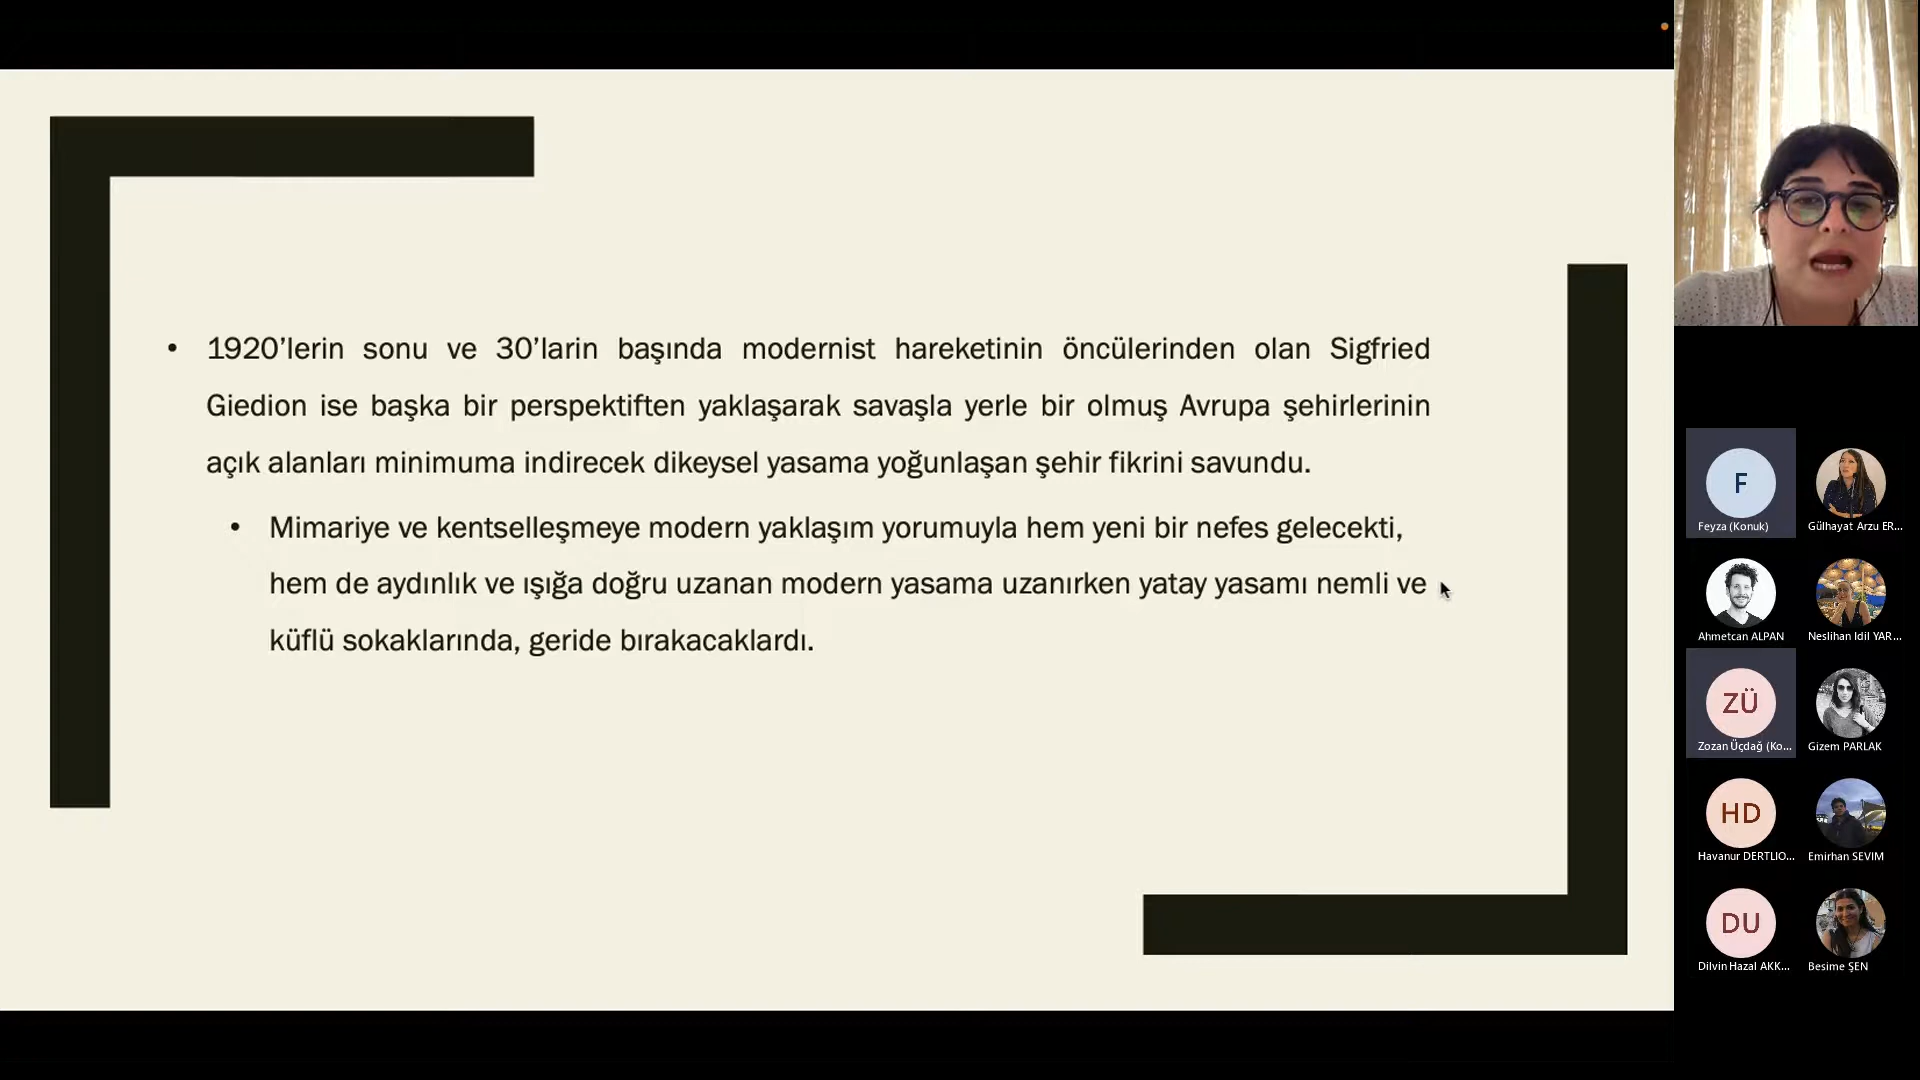 • 1920’lerin sonu ve 30’larin başında modernist hareketinin öncülerinden olan Sigfried
Giedion ise başka bir perspektiften yaklaşarak savaşla yerle bir olmuş Avrupa şehirlerinin
açık alanları minimuma indirecek dikeysel yasama yoğunlaşan şehir fikrini savundu.
• Mimariye ve kentselleşmeye modern yaklaşım yorumuyla hem yeni bir nefes gelecekti,
hem de aydınlık ve ışığa doğru uzanan modern yasama uzanırken yatay yasamı nemli ve
küflü sokaklarında, geride bırakacaklardı.
F
Feyza (Konuk)
Gülhayat Arzu ER...
Ahmetcan ALPAN
Neslihan Idil YAR...
ZÜ
Zozan Üçdağ (Ko...
Gizem PARLAK
HD
Havanur DERTLIO...
Emirhan SEVIM
DU
Dilvin Hazal AKK...
Besime ŞEN